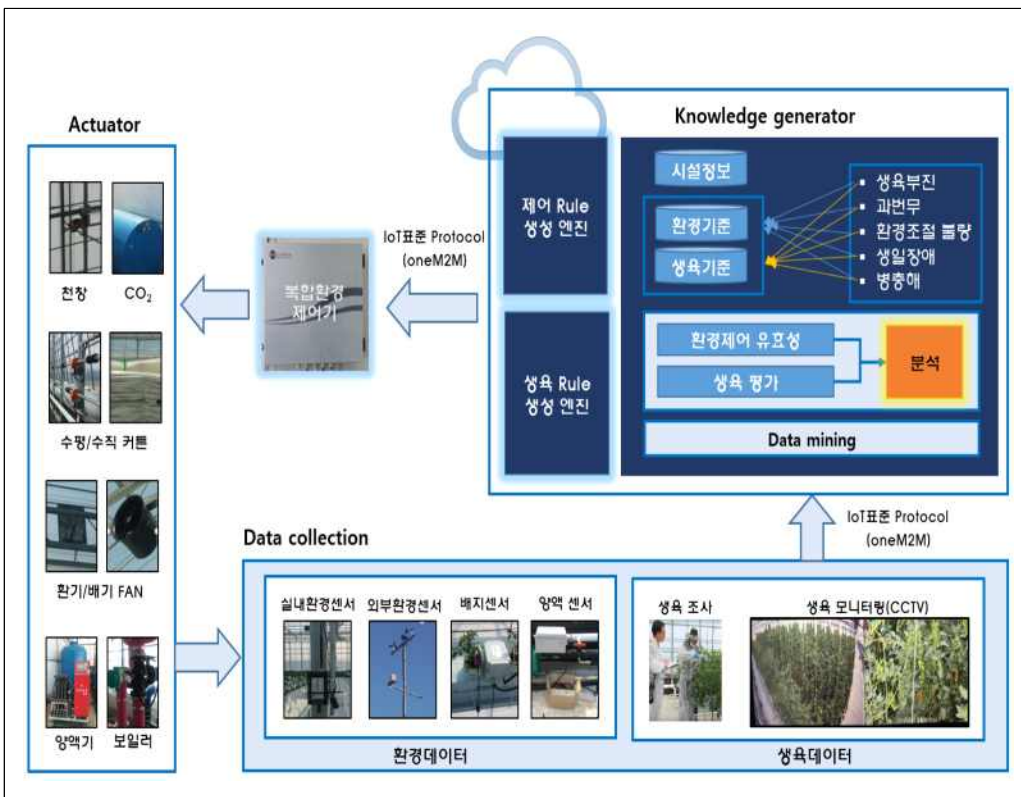 Actuator
천창
CO₂
수평/수직 커튼
환기/배기 FAN
양액기
보일러
IoT표준 Protocol
(oneM2M)
복합환경
제어기
Knowledge generator
제어 Rule
생성 엔진
생육 Rule
생성 엔진
시설정보
환경기준
생육기준
▪ 생육부진
▪ 과번무
▪ 환경조절 불량
▪ 생일장애
▪ 병충해
환경제어 유효성
생육 평가
분석
Data mining
IoT표준 Protocol
(oneM2M)
Data collection
실내환경센서
외부환경센서
배지센서
양액 센서
환경데이터
생육 조사
생육 모니터링(CCTV)
생육데이터